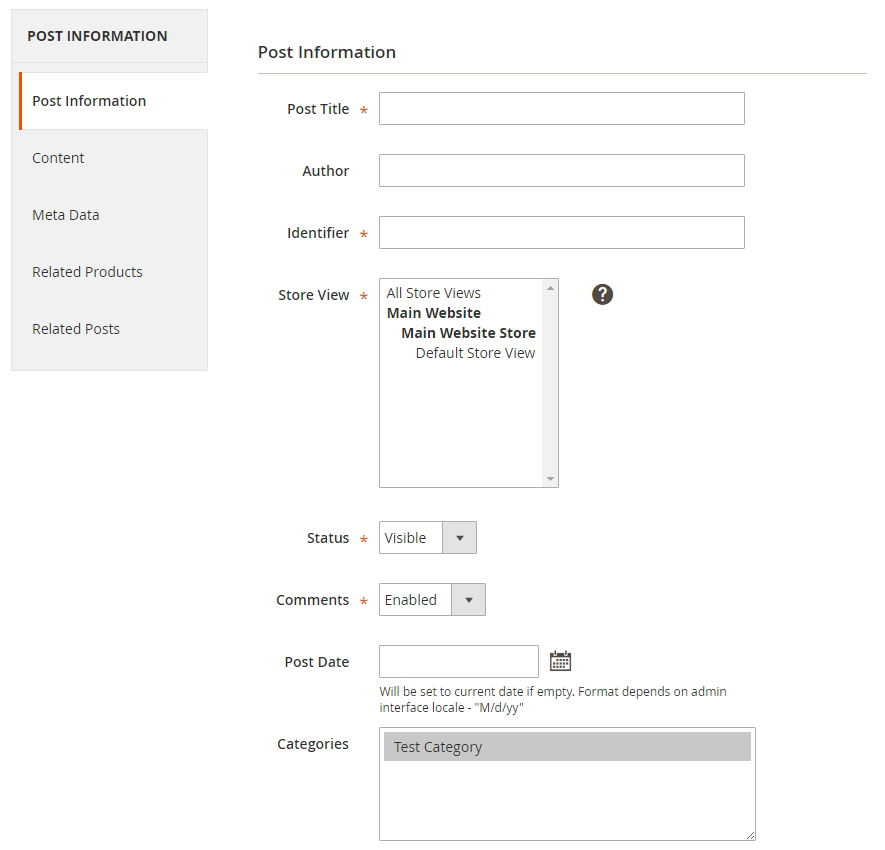 POST INFORMATION
Post Information
Content
Meta Data
Related Products
Related Posts
Post Information
Post Title *
Author
Identifier *
Store View *
All Store Views
Main Website
Main Website Store
Default Store View
?
Status *
Visible
Comments *
Enabled
Post Date
Will be set to current date if empty. Format depends on admin
interface locale - "M/d/yy"
Categories
Test Category